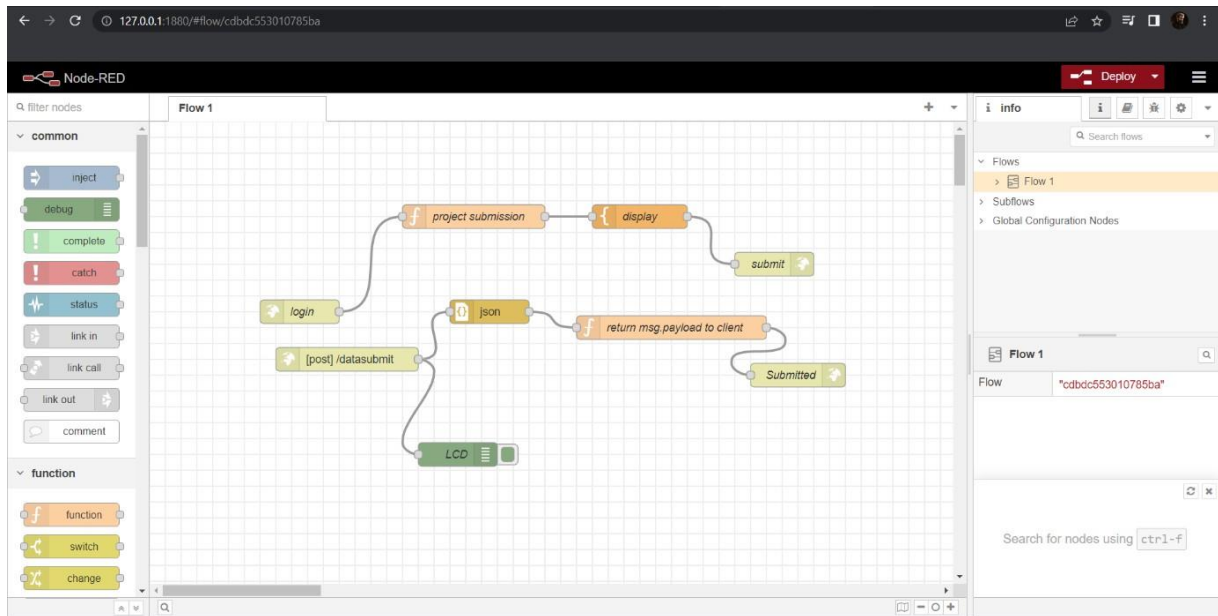 127.0.0.1:1880/#flow/cdbdc553010785ba
Node-RED
Deploy
filter nodes
Flow 1
i info
i
Search flows
common
inject
debug
complete
catch
status
link in
link call
link out
comment
function
function
switch
change
project submission
display
submit
login
json
return msg.payload to client
[post] /datasubmit
Submitted
LCD
Flows
Flow 1
Subflows
Global Configuration Nodes
Flow 1
Flow "cdbdc553010785ba"
Search for nodes using ctrl-f